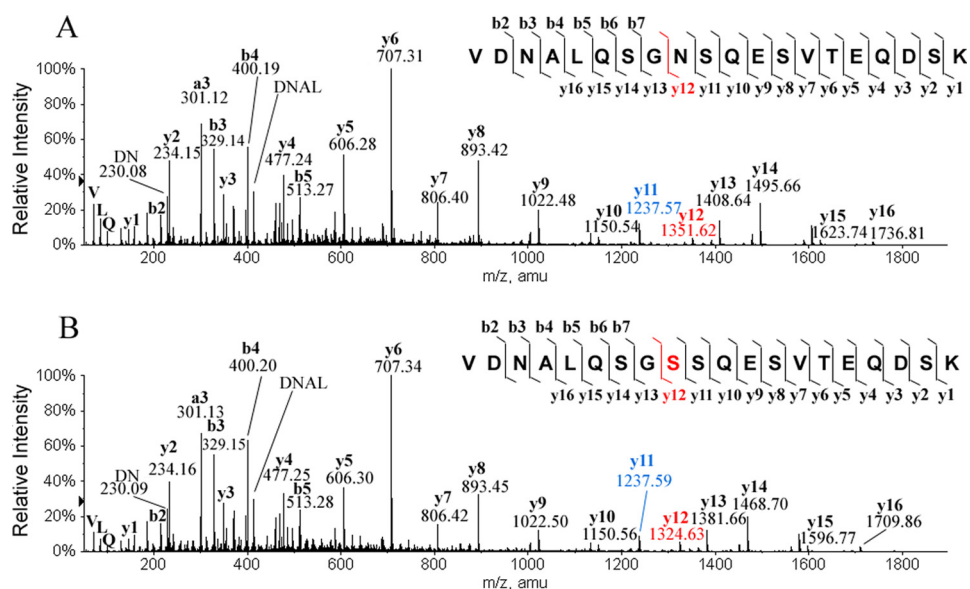 A
b2 b3 b4 b5 b6 b7
V D N A L Q S G N S Q E S V T E Q D S K
y16 y15 y14 y13 y12 y11 y10 y9 y8 y7 y6 y5 y4 y3 y2 y1
Relative Intensity
100%
80%
60%
40%
20%
0%
V
L
Q
y1
b2
DN
230.08
y2
234.15
a3
301.12
b3
329.14
y3
b4
400.19
DNAL
y4
477.24
b5
513.27
y5
606.28
y6
707.31
y7
806.40
y8
893.42
y9
1022.48
y10
1150.54
y11
1237.57
y12
1351.62
y13
1408.64
y14
1495.66
y15
1623.74
y16
1736.81
200 400 600 800 1000 1200 1400 1600 1800
m/z, amu
B
b2 b3 b4 b5 b6 b7
V D N A L Q S G S S Q E S V T E Q D S K
y16 y15 y14 y13 y12 y11 y10 y9 y8 y7 y6 y5 y4 y3 y2 y1
Relative Intensity
100%
80%
60%
40%
20%
0%
V
L
Q
y1
b2
DN
230.09
y2
234.16
a3
301.13
b3
329.15
y3
b4
400.20
DNAL
y4
477.25
b5
513.28
y5
606.30
y6
707.34
y7
806.42
y8
893.45
y9
1022.50
y10
1150.56
y11
1237.59
y12
1324.63
y13
1381.66
y14
1468.70
y15
1596.77
y16
1709.86
200 400 600 800 1000 1200 1400 1600 1800
m/z, amu